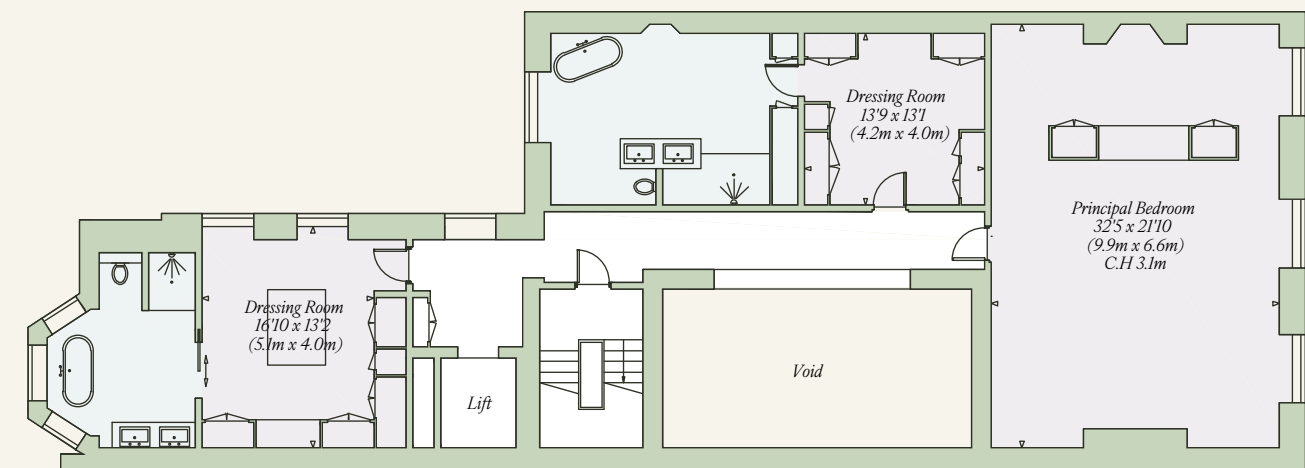 Dressing Room
13'9 x 13'1
(4.2m x 4.0m)
Principal Bedroom
32'5 x 21'10
(9.9m x 6.6m)
C.H 3.1m
Dressing Room
16'10 x 13'2
(5.1m x 4.0m)
Void
Lift